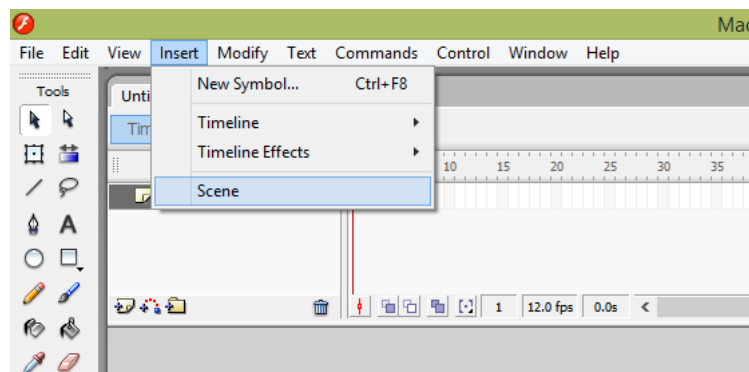 Mac
File Edit View Insert Modify Text Commands Control Window Help
Tools
Unti
Tim
New Symbol... Ctrl+F8
Timeline
Timeline Effects
Scene
10 15 20 25 30 35
A
1 12.0 fps 0.0s